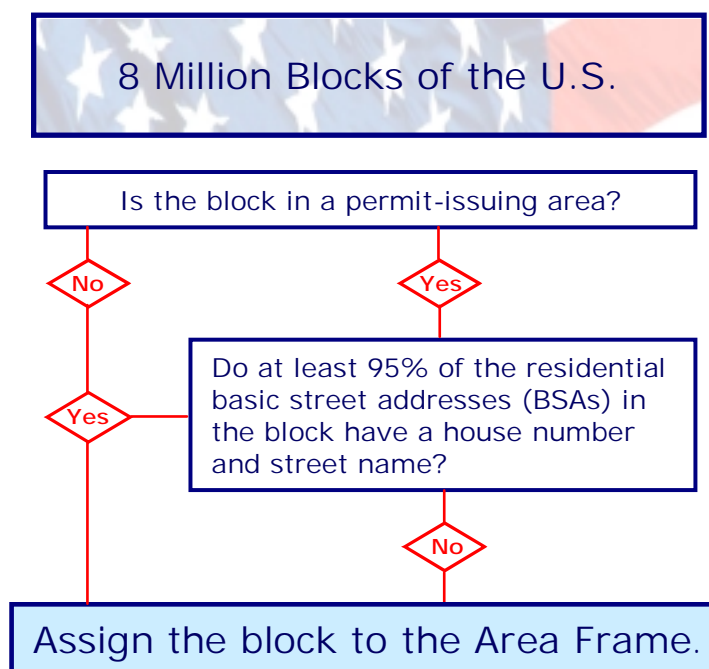 8 Million Blocks of the U.S.
Is the block in a permit-issuing area?
No
Yes
Do at least 95% of the residential
basic street addresses (BSAs) in
the block have a house number
and street name?
Yes
No
Assign the block to the Area Frame.